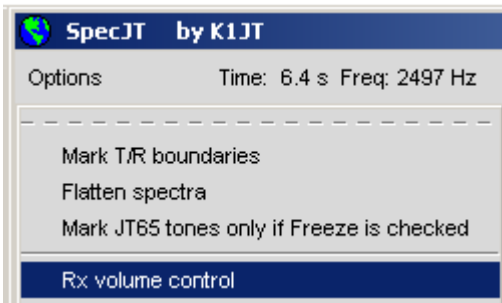 SpecJT by K1JT
Options Time: 6.4 s Freq: 2497 Hz
Mark T/R boundaries
Flatten spectra
Mark JT65 tones only if Freeze is checked
Rx volume control